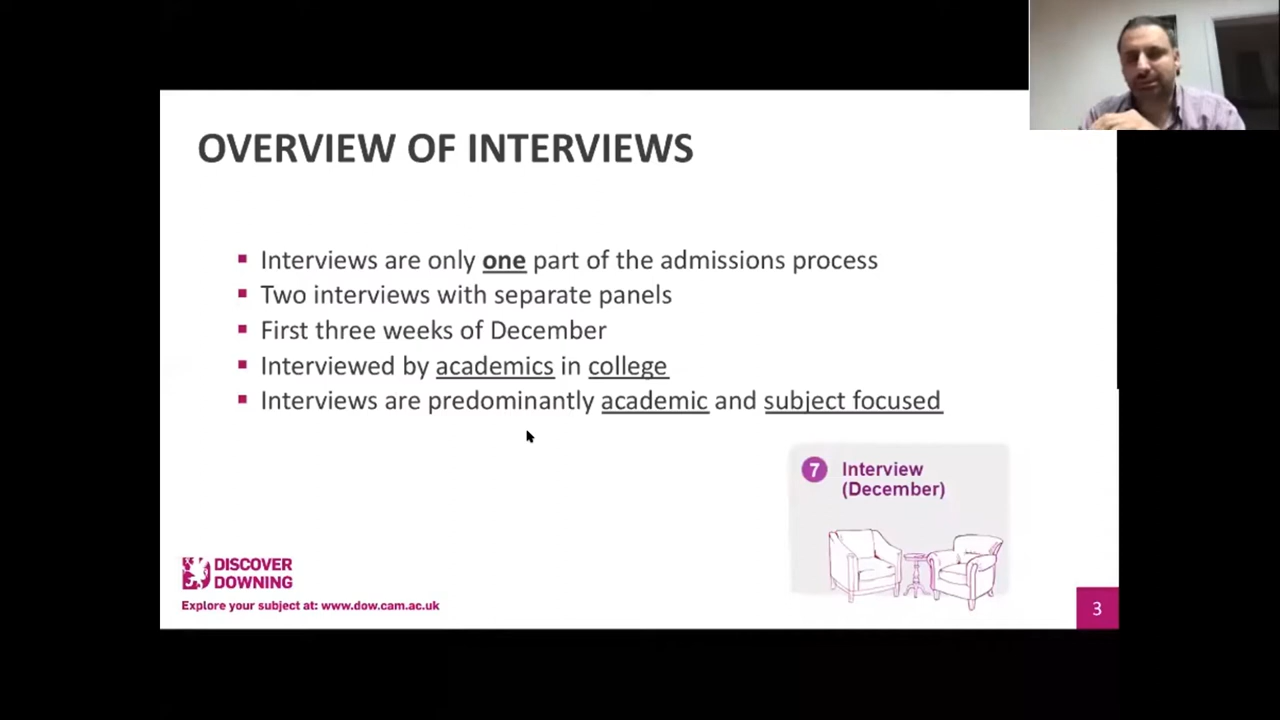 OVERVIEW OF INTERVIEWS
Interviews are only one part of the admissions process
Two interviews with separate panels
First three weeks of December
Interviewed by academics in college
Interviews are predominantly academic and subject focused
7 Interview
(December)
DISCOVER
DOWNING
Explore your subject at: www.dow.cam.ac.uk
3